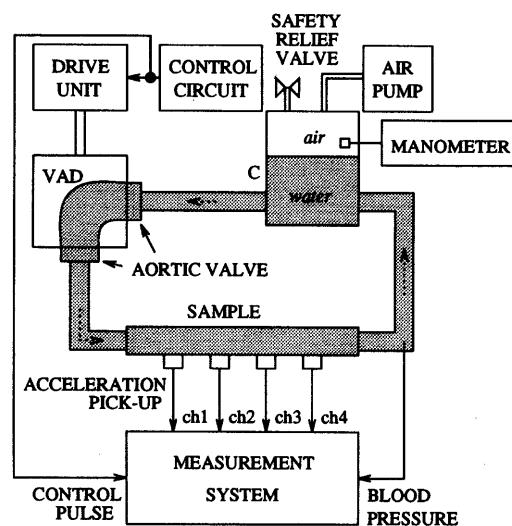 SAFETY
RELIEF
VALVE
DRIVE
UNIT
CONTROL
CIRCUIT
AIR
PUMP
air
MANOMETER
VAD
C
water
AORTIC VALVE
SAMPLE
ACCELERATION
PICK-UP
ch1
ch2
ch3
ch4
MEASUREMENT
SYSTEM
CONTROL
PULSE
BLOOD
PRESSURE